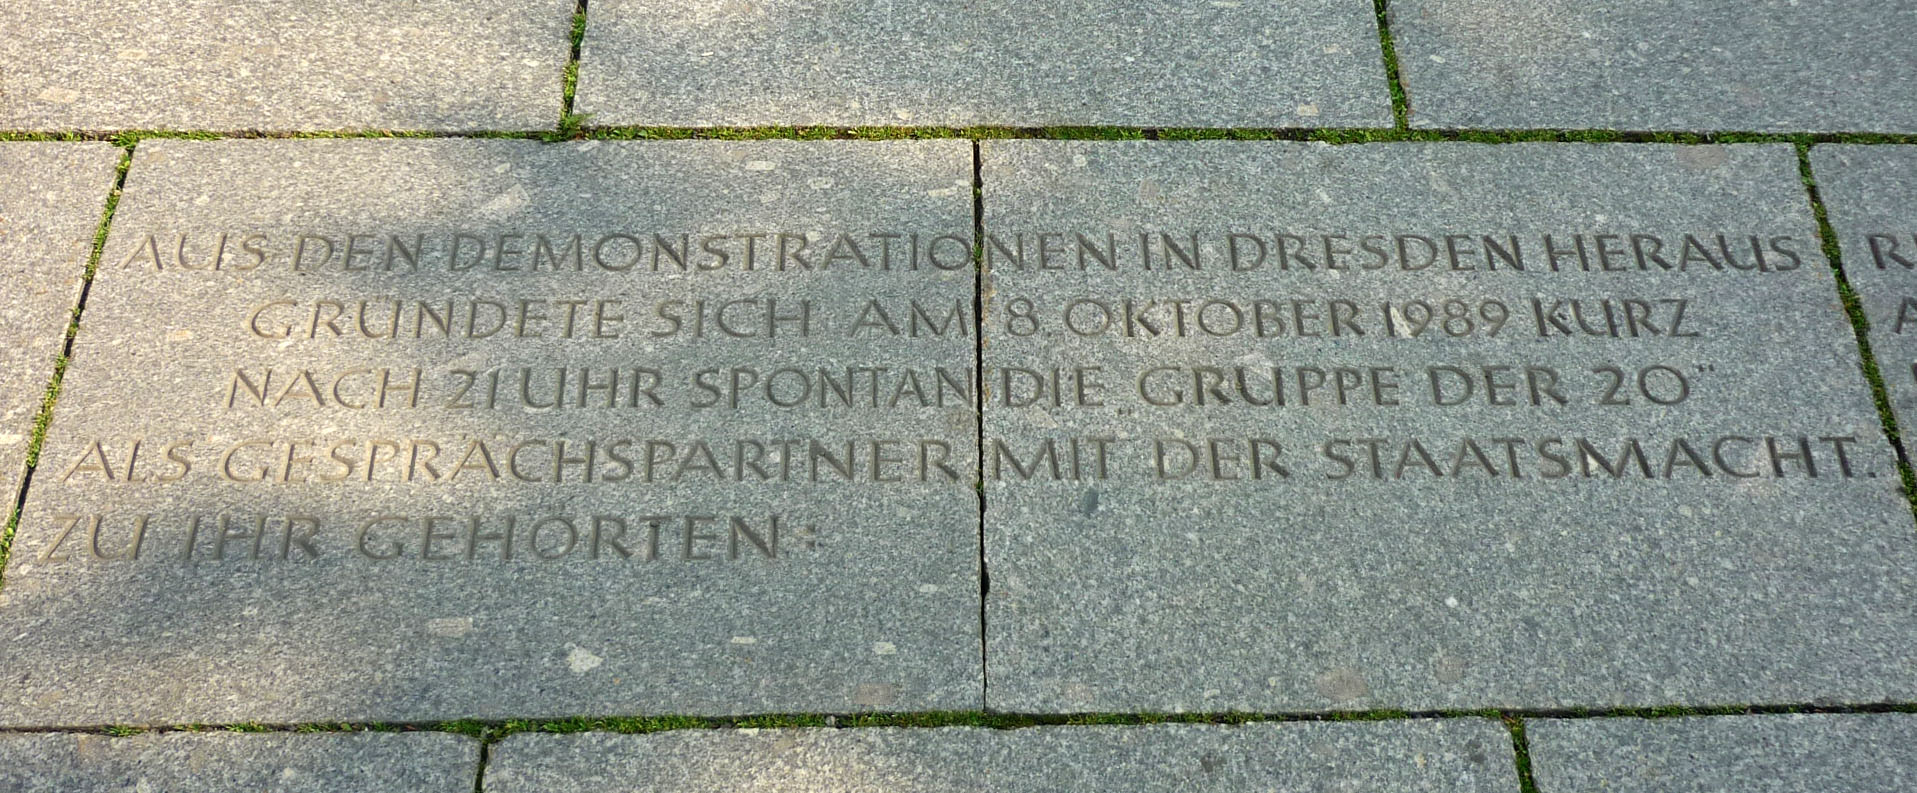 AUS DEN DEMONSTRATIONEN IN DRESDEN HERAUS
GRÜNDETE SICH AM 8 OKTOBER 1989 KURZ
NACH 21 UHR SPONTAN DIE „GRUPPE DER 20"
ALS GESPRÄCHSPARTNER MIT DER STAATSMACHT.
ZU IHR GEHÖRTEN: